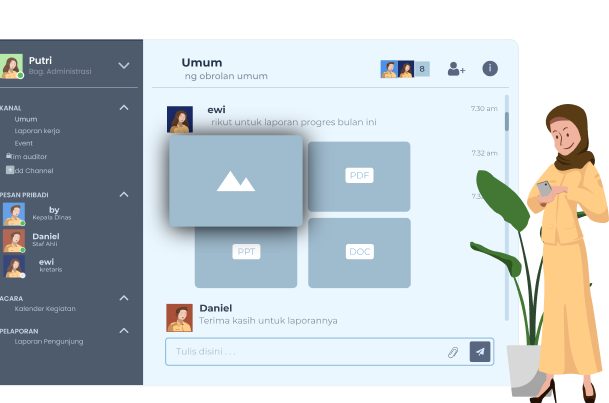 Putri
Bag. Administrasi
KANAL
Umum
Laporan kerja
Event
im auditor
dd Channel
PESAN PRIBADI
by
Kepala Dinas
Daniel
Staf Ahli
ewi
kretaris
ACARA
Kalender Kegiatan
PELAPORAN
Laporan Pengunjung
Umum
ng obrolan umum
8
i
ewi
rikut untuk laporan progres bulan ini
7.30 am
7.32 am
PDF
PPT
DOC
Daniel
Terima kasih untuk laporannya
Tulis disini . . .